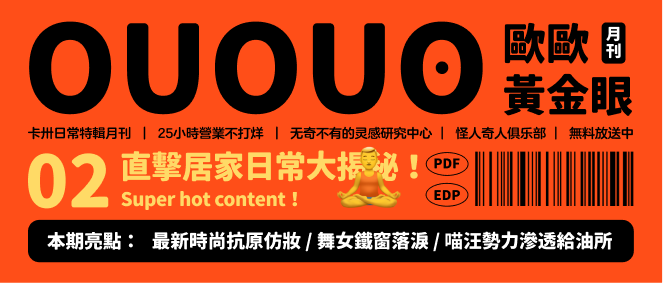 OUOUO
歐歐
月刊
黃金眼
卡卅日常特輯月刊 | 25小時營業不打烊 | 无奇不有的灵感研究中心 | 怪人奇人俱乐部 | 無料放送中
02
直擊居家日常大揭秘！
Super hot content！
PDF
EDP
本期亮點： 最新時尚抗原仿妝 / 舞女鐵窗落淚 / 喵汪勢力滲透給油所